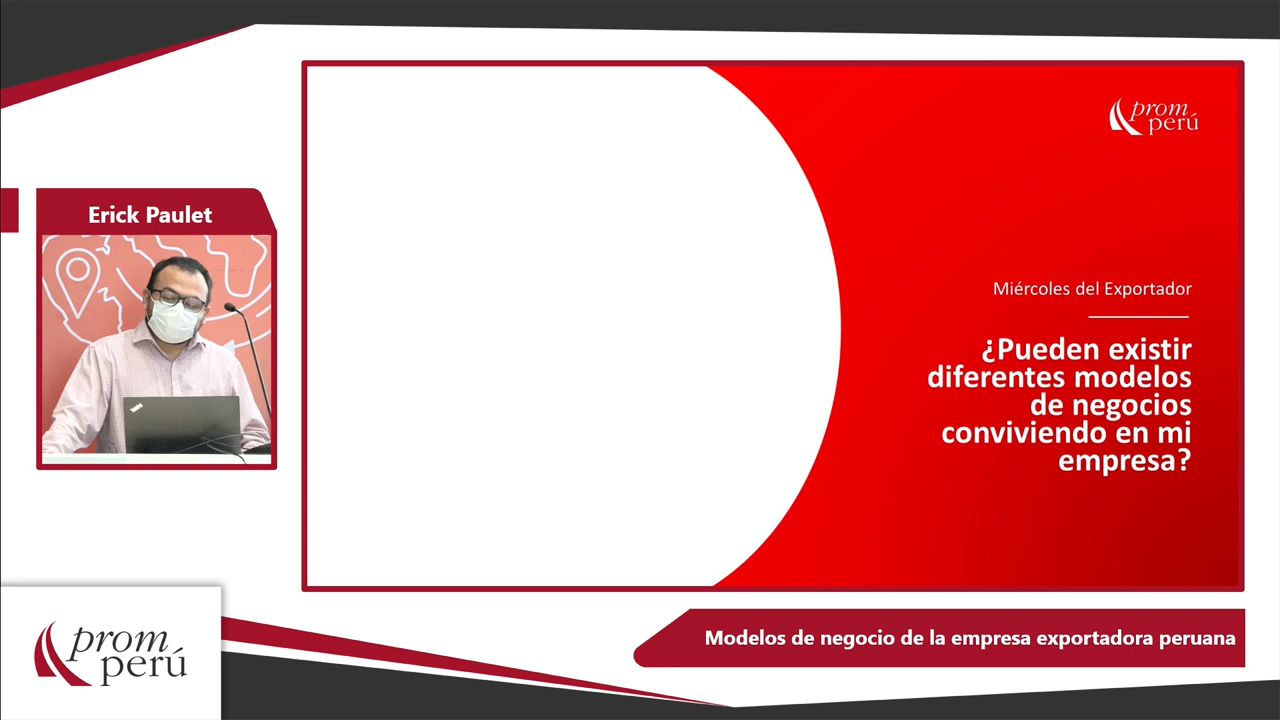 prom
perú
Miércoles del Exportador
¿Pueden existir
diferentes modelos
de negocios
conviviendo en mi
empresa?
Erick Paulet
prom
perú
Modelos de negocio de la empresa exportadora peruana